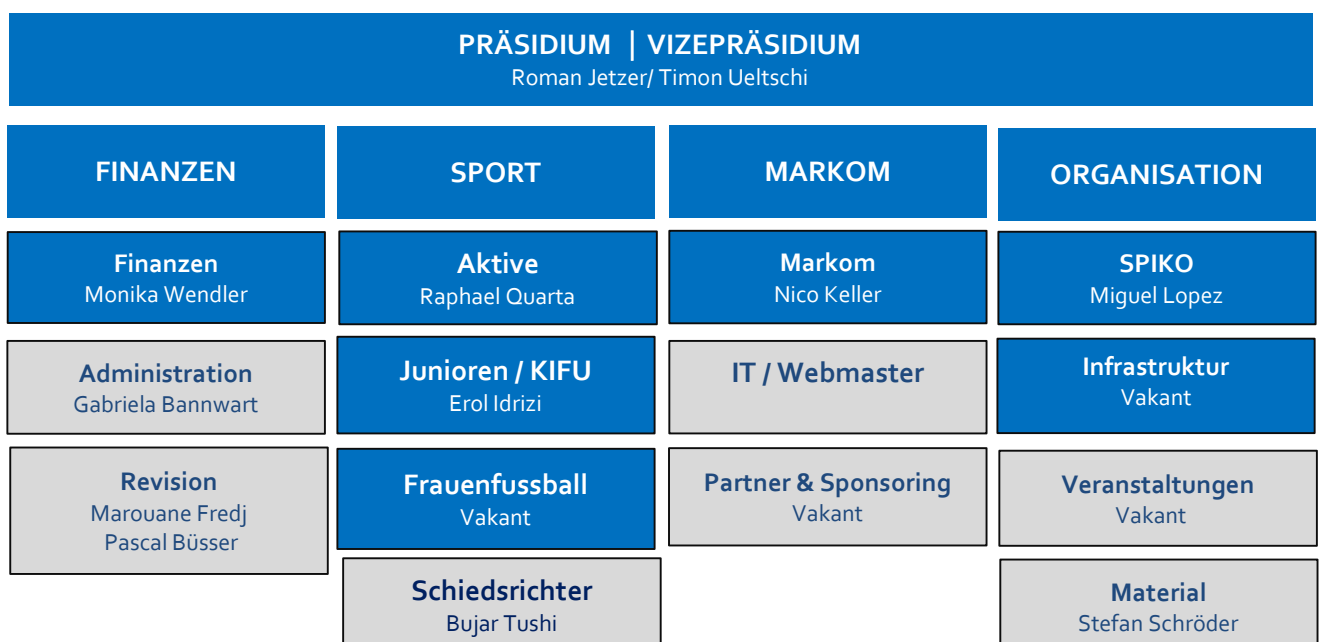 PRÄSIDIUM | VIZEPRÄSIDIUM
Roman Jetzer/ Timon Ueltschi
FINANZEN
Finanzen
Monika Wendler
Administration
Gabriela Bannwart
Revision
Marouane Fredj
Pascal Büsser
SPORT
Aktive
Raphael Quarta
Junioren / KIFU
Erol Idrizi
Frauenfussball
Vakant
Schiedsrichter
Bujar Tushi
MARKOM
Markom
Nico Keller
IT / Webmaster
Partner & Sponsoring
Vakant
ORGANISATION
SPIKO
Miguel Lopez
Infrastruktur
Vakant
Veranstaltungen
Vakant
Material
Stefan Schröder